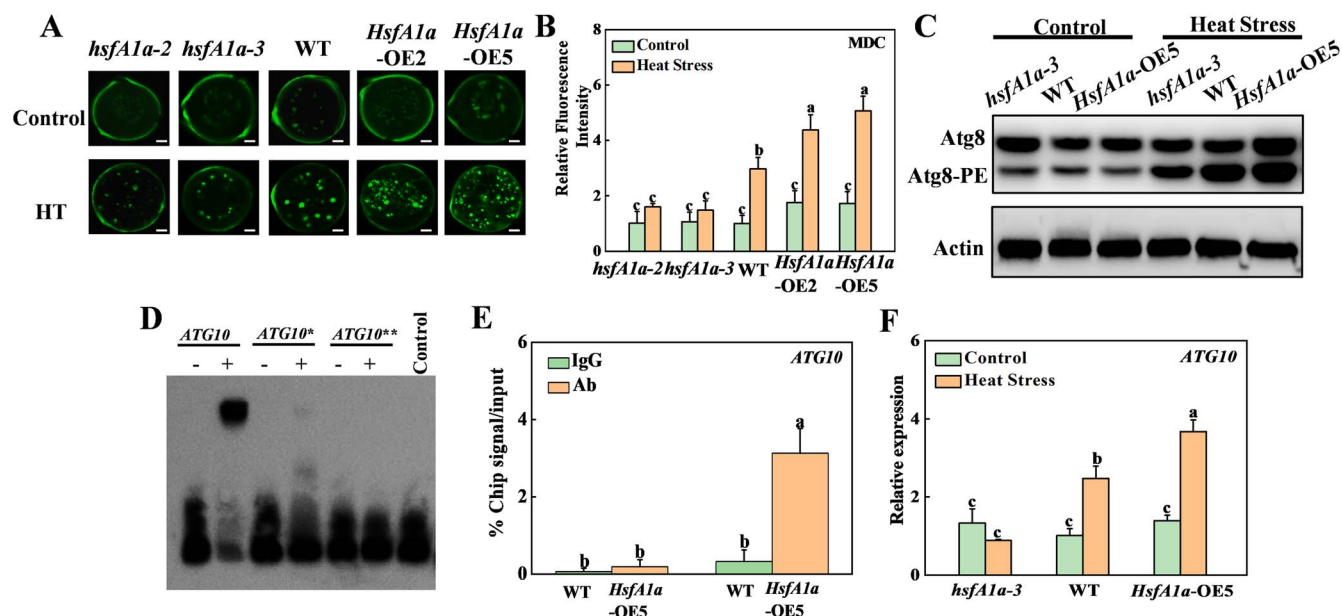 A
hsfA1a-2
hsfA1a-3
WT
HsfA1a
-OE2
HsfA1a
-OE5
Control
HT
B
MDC
Control
Heat Stress
Relative Fluorescence
Intensity
8
6
4
2
0
c
c
c
c
c
b
c
a
c
a
hsfA1a-2
hsfA1a-3
WT
HsfA1a
-OE2
HsfA1a
-OE5
C
Control
Heat Stress
hsfA1a-3
WT
HsfA1a-OE5
hsfA1a-3
WT
HsfA1a-OE5
Atg8
Atg8-PE
Actin
D
ATG10
ATG10*
ATG10**
Control
- + - + - +
E
ATG10
IgG
Ab
% Chip signal/input
6
4
2
0
b
b
b
a
WT
HsfA1a
-OE5
WT
HsfA1a
-OE5
F
ATG10
Control
Heat Stress
Relative expression
6
4
2
0
c
c
c
b
c
a
hsfA1a-3
WT
HsfA1a-OE5